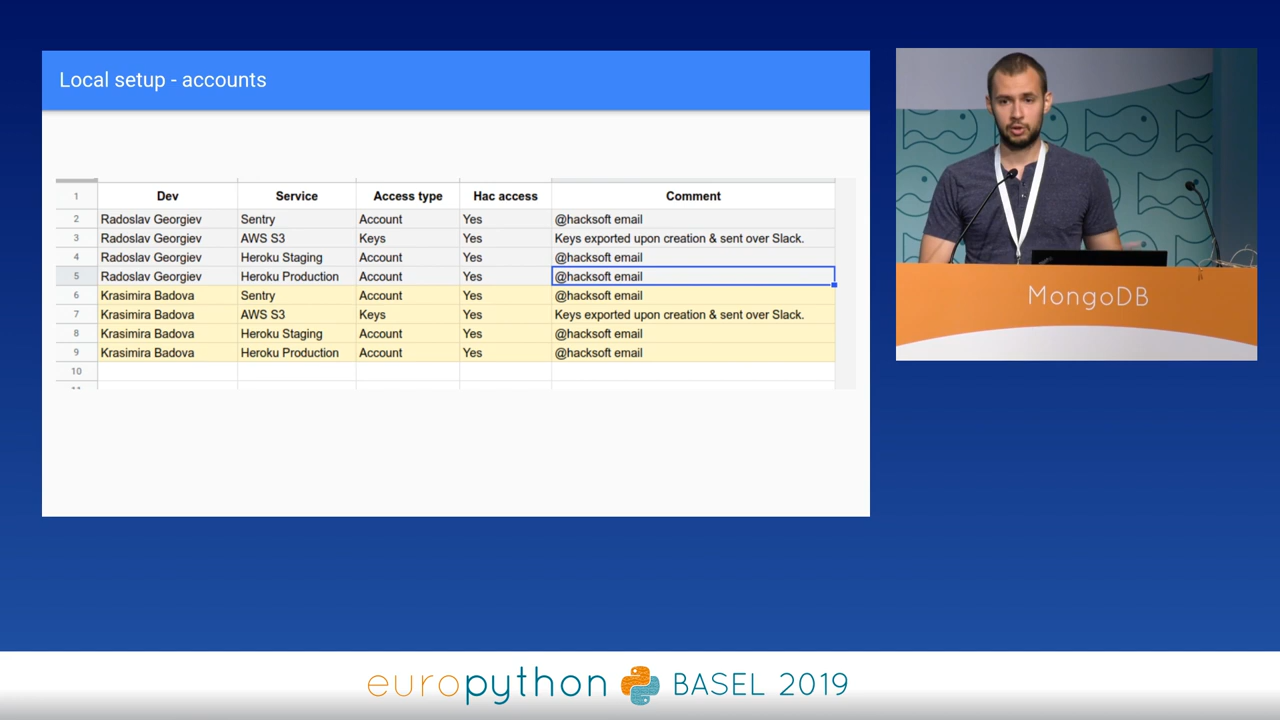 Local setup - accounts
1 Dev Service Access type Hac access Comment
2 Radoslav Georgiev Sentry Account Yes @hacksoft email
3 Radoslav Georgiev AWS S3 Keys Yes Keys exported upon creation & sent over Slack.
4 Radoslav Georgiev Heroku Staging Account Yes @hacksoft email
5 Radoslav Georgiev Heroku Production Account Yes @hacksoft email
6 Krasimira Badova Sentry Account Yes @hacksoft email
7 Krasimira Badova AWS S3 Keys Yes Keys exported upon creation & sent over Slack.
8 Krasimira Badova Heroku Staging Account Yes @hacksoft email
9 Krasimira Badova Heroku Production Account Yes @hacksoft email
10
MongoDB
europython BASEL 2019